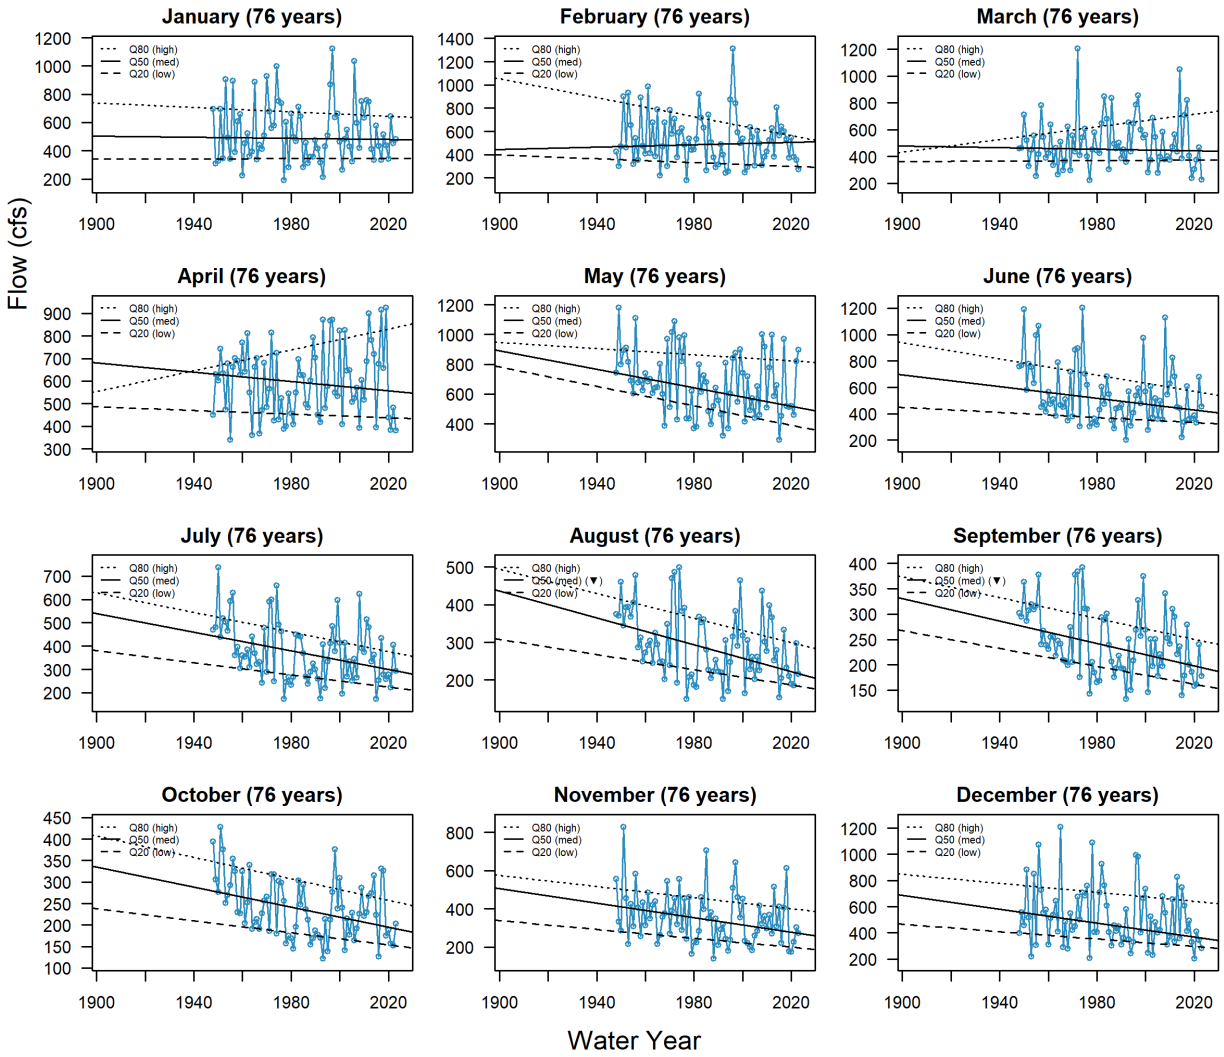 January (76 years)
1200
1000
800
600
400
200
Q80 (high)
Q50 (med)
Q20 (low)
1900
1940
1980
2020
February (76 years)
1400
1200
1000
800
600
400
200
Q80 (high)
Q50 (med)
Q20 (low)
1900
1940
1980
2020
March (76 years)
1200
1000
800
600
400
200
Q80 (high)
Q50 (med)
Q20 (low)
1900
1940
1980
2020
Flow (cfs)
April (76 years)
900
800
700
600
500
400
300
Q80 (high)
Q50 (med)
Q20 (low)
1900
1940
1980
2020
May (76 years)
1200
1000
800
600
400
Q80 (high)
Q50 (med)
Q20 (low)
1900
1940
1980
2020
June (76 years)
1200
1000
800
600
400
200
Q80 (high)
Q50 (med)
Q20 (low)
1900
1940
1980
2020
July (76 years)
700
600
500
400
300
200
Q80 (high)
Q50 (med)
Q20 (low)
1900
1940
1980
2020
August (76 years)
500
400
300
200
Q80 (high)
Q50 (med) (▼)
Q20 (low)
1900
1940
1980
2020
September (76 years)
400
350
300
250
200
150
Q80 (high)
Q50 (med) (▼)
Q20 (low)
1900
1940
1980
2020
October (76 years)
450
400
350
300
250
200
150
100
Q80 (high)
Q50 (med)
Q20 (low)
1900
1940
1980
2020
November (76 years)
800
600
400
200
Q80 (high)
Q50 (med)
Q20 (low)
1900
1940
1980
2020
December (76 years)
1200
1000
800
600
400
200
Q80 (high)
Q50 (med)
Q20 (low)
1900
1940
1980
2020
Water Year